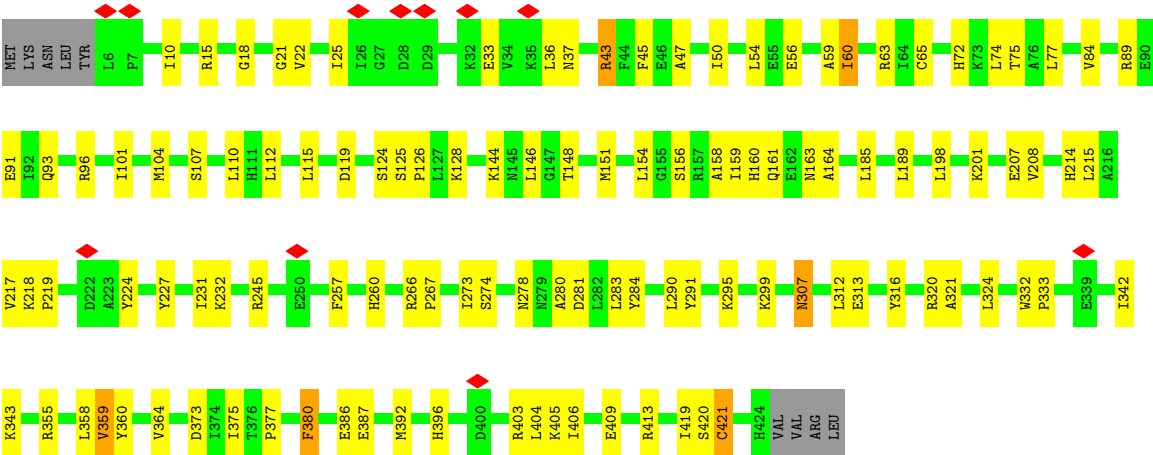 MET LYS ASN LEU TYR L6 P7 I10 R15 G18 G21 V22 I25 I26 G27 D28 D29 K32 E33 V34 K35 L36 N37 R43 F44 F45 E46 A47 I50 L54 E55 E56 A59 I60 R63 I64 C65 H72 K73 L74 T75 A76 L77 V84 R89 E90
E91 I92 Q93 R96 I101 M104 S107 L110 H111 L112 L115 D119 S124 S125 P126 L127 K128 K144 N145 L146 G147 T148 M151 L154 G155 S156 R157 A158 I159 H160 Q161 E162 N163 A164 L185 L189 L198 K201 E207 V208 H214 L215 A216
V217 K218 P219 D222 A223 Y224 Y227 I231 K232 R245 E250 F257 H260 R266 P267 I273 S274 N278 N279 A280 D281 L282 L283 Y284 L290 Y291 K295 K299 N307 L312 E313 Y316 R320 A321 L324 W332 P333 E339 I342
K343 R355 L358 V359 Y360 V364 D373 I374 I375 T376 P377 F380 E386 E387 M392 H396 D400 R403 L404 K405 I406 E409 R413 I419 S420 C421 H424 VAL VAL ARG LEU